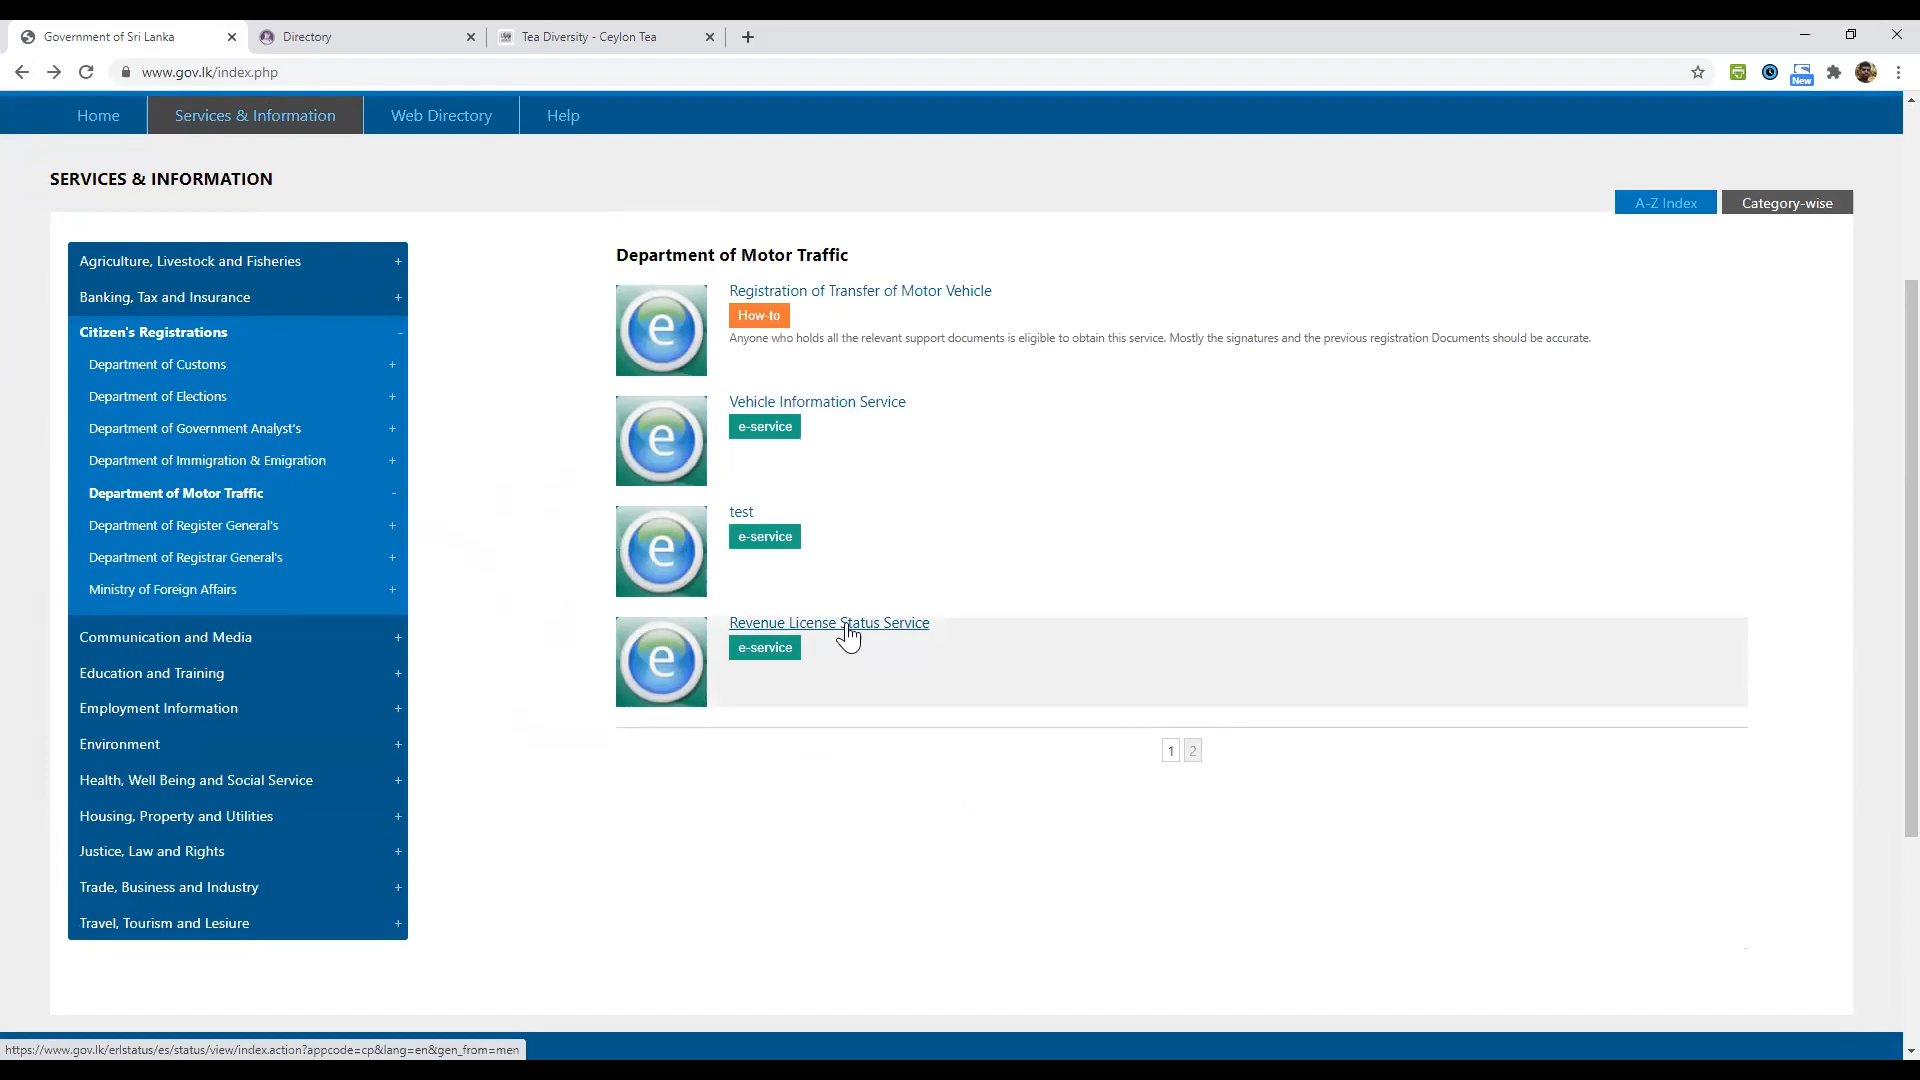 Government of Sri Lanka
Directory
Tea Diversity - Ceylon Tea
www.gov.lk/index.php
New
Home
Services & Information
Web Directory
Help
SERVICES & INFORMATION
A-Z Index
Category-wise
Agriculture, Livestock and Fisheries +
Banking, Tax and Insurance +
Citizen's Registrations -
Department of Customs +
Department of Elections +
Department of Government Analyst's +
Department of Immigration & Emigration +
Department of Motor Traffic -
Department of Register General's +
Department of Registrar General's +
Ministry of Foreign Affairs +
Communication and Media +
Education and Training +
Employment Information +
Environment +
Health, Well Being and Social Service +
Housing, Property and Utilities +
Justice, Law and Rights +
Trade, Business and Industry +
Travel, Tourism and Lesiure +
Department of Motor Traffic
e
Registration of Transfer of Motor Vehicle
How-to
Anyone who holds all the relevant support documents is eligible to obtain this service. Mostly the signatures and the previous registration Documents should be accurate.
e
Vehicle Information Service
e-service
e
test
e-service
e
Revenue License Status Service
e-service
1 2
https://www.gov.lk/erlstatus/es/status/view/index.action?appcode=cp&lang=en&gen_from=men